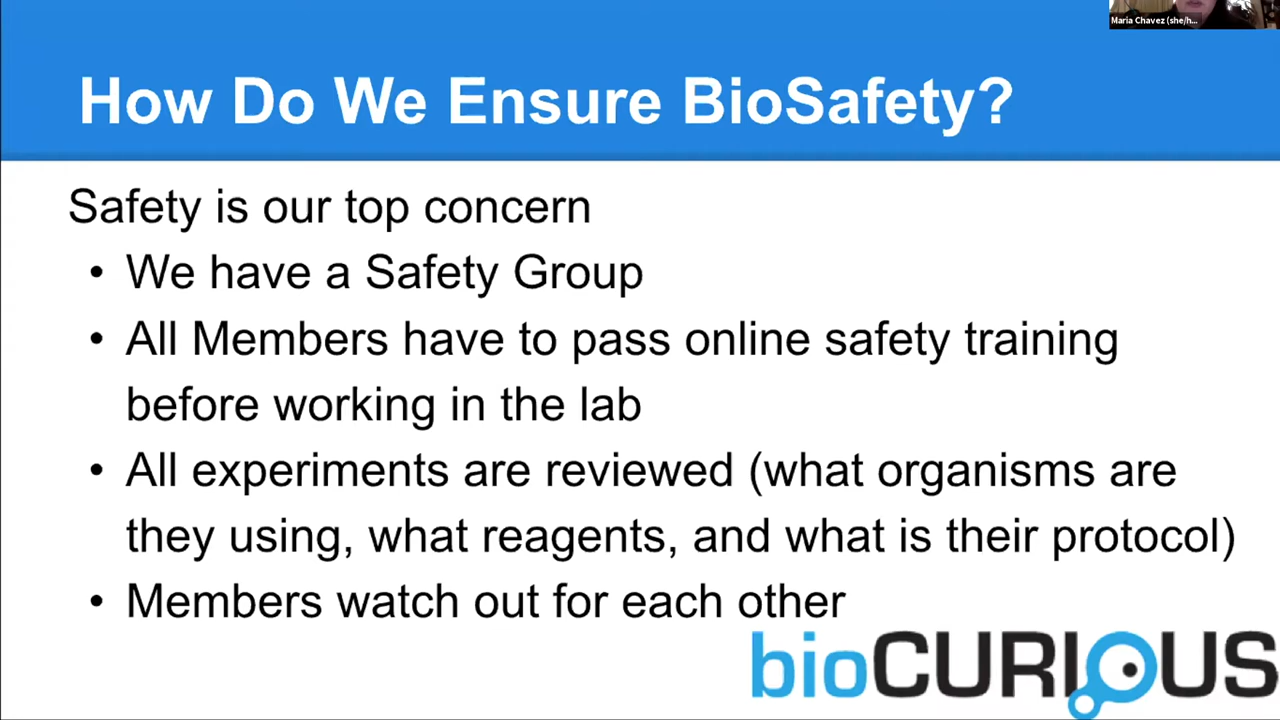 Maria Chavez (she/h...
How Do We Ensure BioSafety?
Safety is our top concern
• We have a Safety Group
• All Members have to pass online safety training
before working in the lab
• All experiments are reviewed (what organisms are
they using, what reagents, and what is their protocol)
• Members watch out for each other
bioCURIOUS